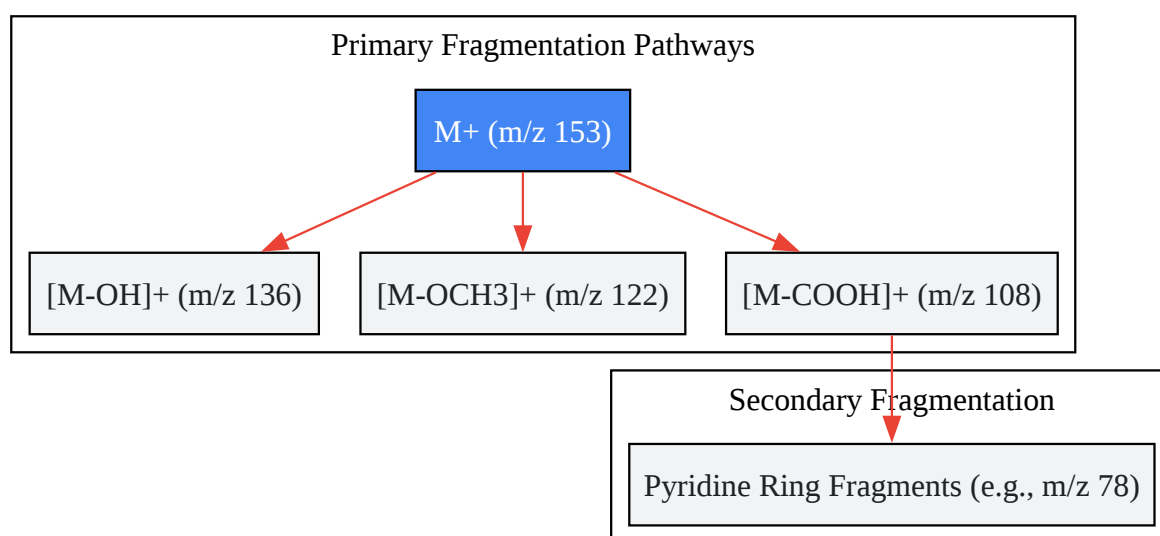 Primary Fragmentation Pathways
M+ (m/z 153)
[M-OH]+ (m/z 136)
[M-OCH3]+ (m/z 122)
[M-COOH]+ (m/z 108)
Secondary Fragmentation
Pyridine Ring Fragments (e.g., m/z 78)